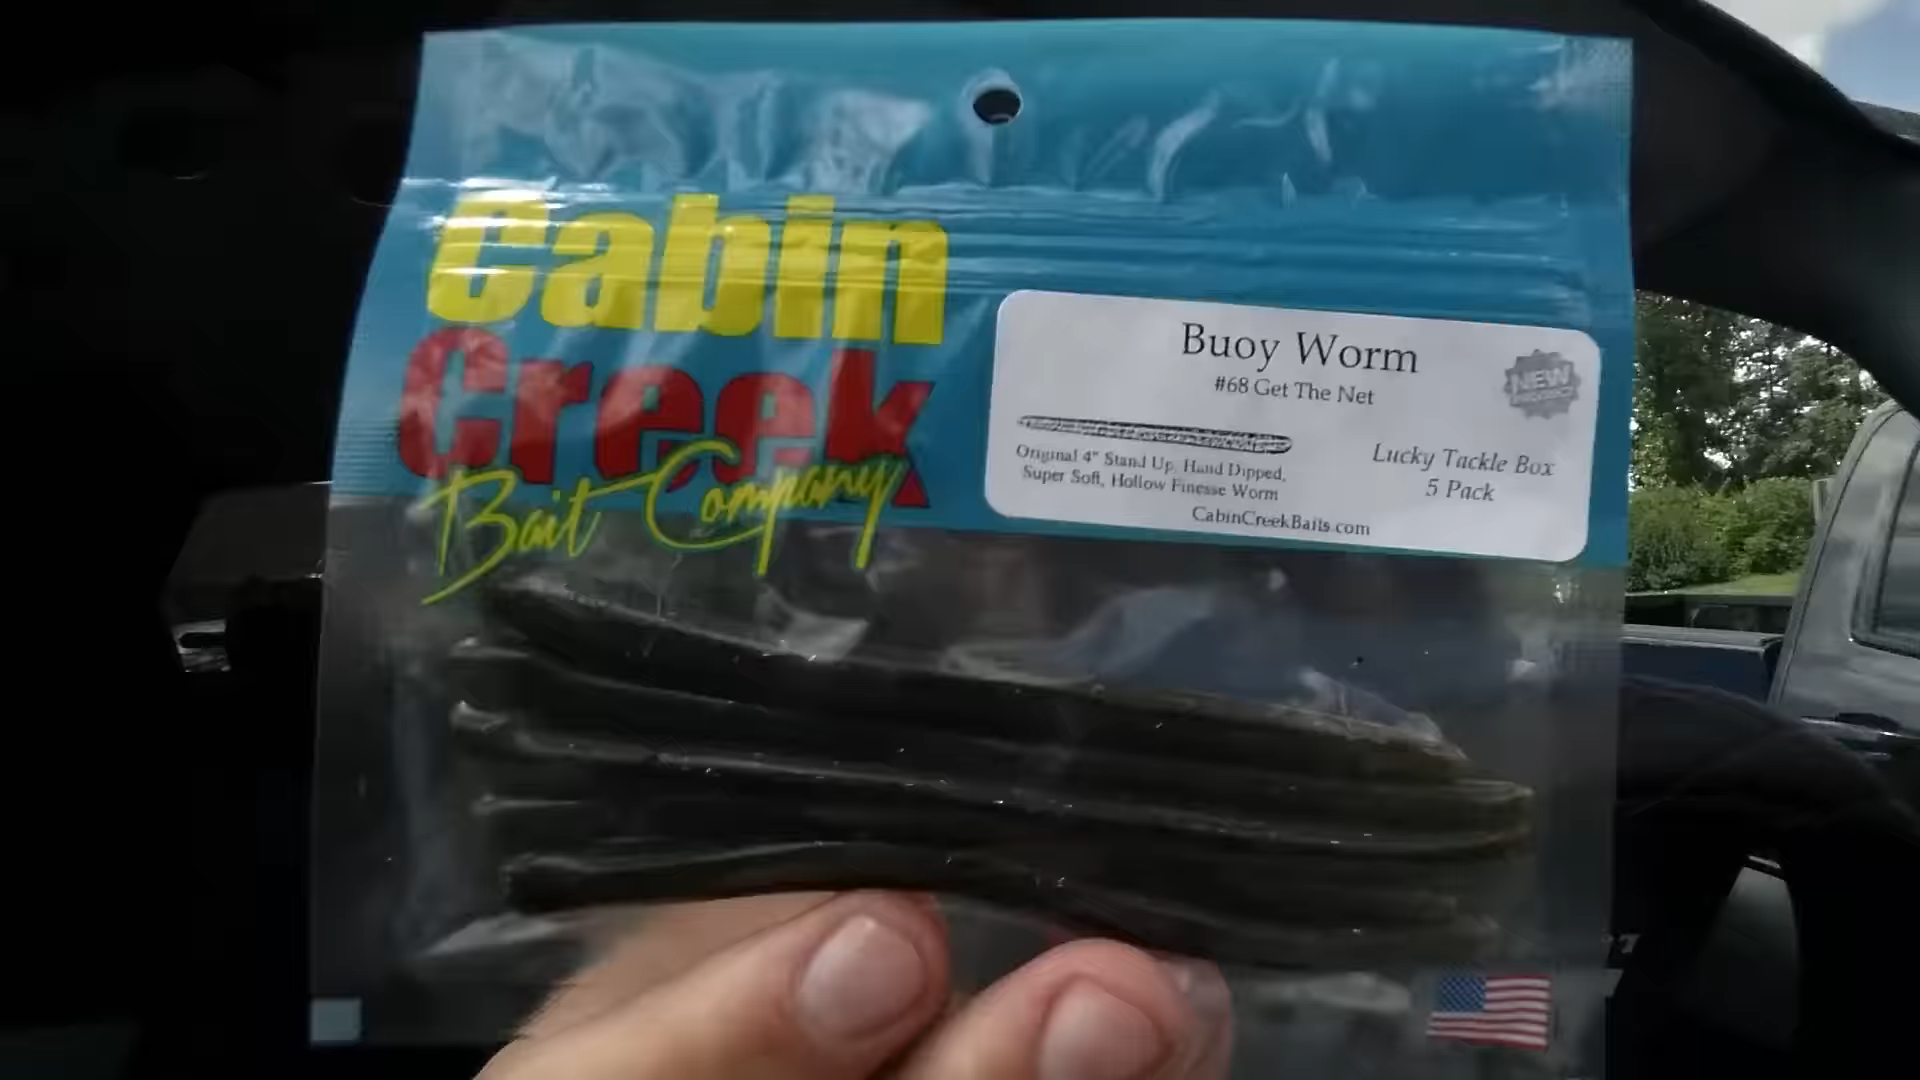 Cabin
Creek
Bait Company
Buoy Worm
#68 Get The Net
NEW
Original 4" Stand Up, Hand Dipped,
Super Soft, Hollow Finesse Worm
Lucky Tackle Box
5 Pack
CabinCreekBaits.com